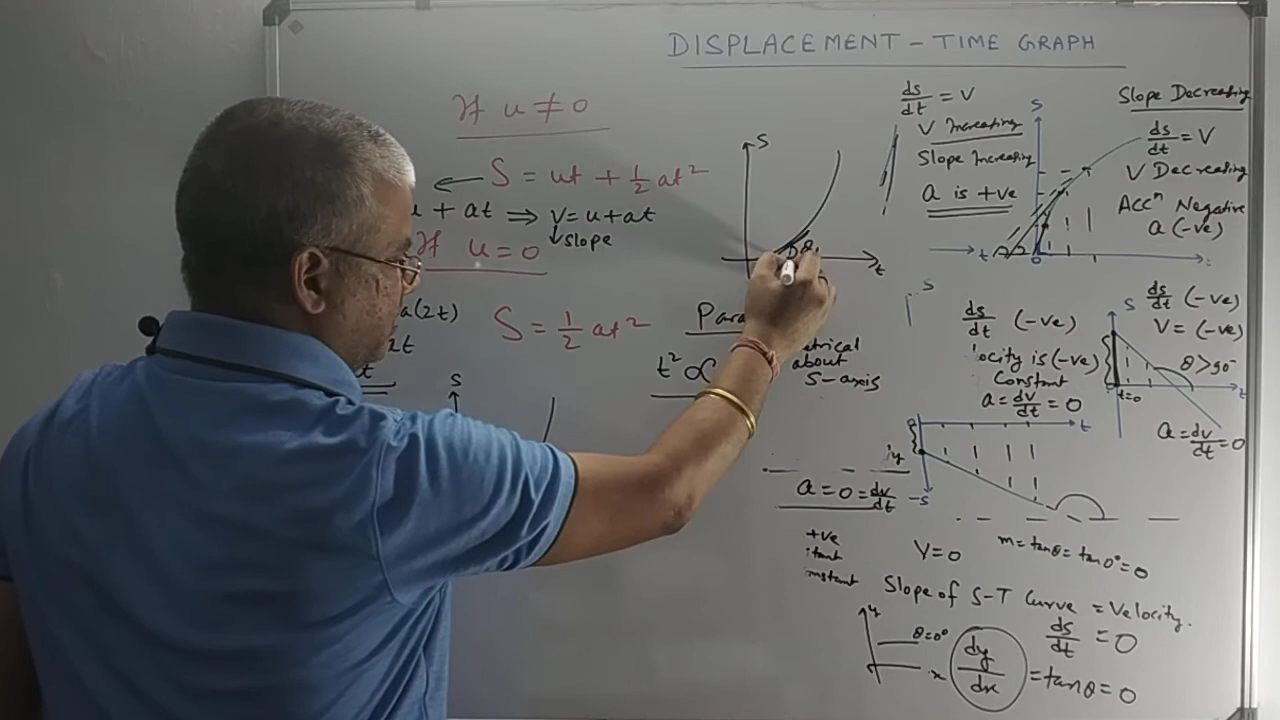 DISPLACEMENT - TIME GRAPH
If u ≠ 0
S = ut + ½at²
u + at ⇒ V = u + at
slope
If u = 0
a(2t)
2t
S = ½ at²
t² ∝
about
S-axis
S
t
θ
S
ds/dt = V
V Increasing
Slope Increasing
a is +ve
Slope Decreasing
ds/dt = V
V Decreasing
Accⁿ Negative
a (-ve)
S
t
0
t
S
ds/dt (-ve)
locity is (-ve)
Constant
a = dv/dt = 0
ds/dt (-ve)
V = (-ve)
S
θ > 90°
t=0
t
a = dv/dt = 0
t
-S
a = 0 = dv/dt
+ve
itant
instant
Y = 0
m = tanθ = tan0° = 0
Slope of S-T Curve = Velocity.
ds/dt = 0
y
θ = 0°
x
dy/dx = tanθ = 0